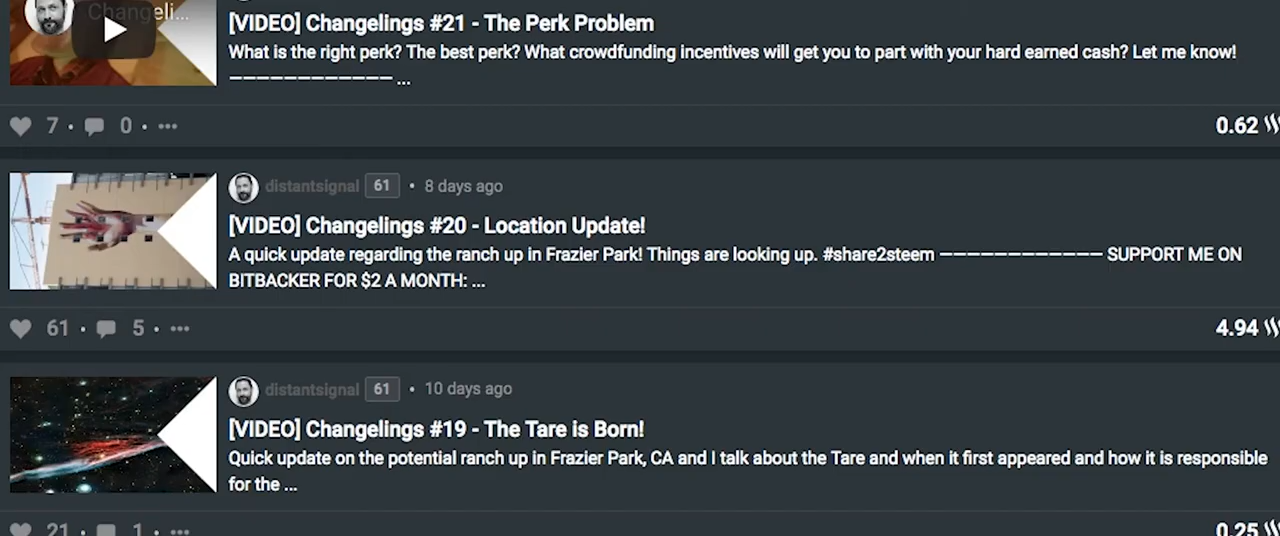 Changeli...
[VIDEO] Changelings #21 - The Perk Problem
What is the right perk? The best perk? What crowdfunding incentives will get you to part with your hard earned cash? Let me know!
—————————————— ...
7 • 0 • •••
0.62
distantsignal 61 • 8 days ago
[VIDEO] Changelings #20 - Location Update!
A quick update regarding the ranch up in Frazier Park! Things are looking up. #share2steem —————————————— SUPPORT ME ON
BITBACKER FOR $2 A MONTH: ...
61 • 5 • •••
4.94
distantsignal 61 • 10 days ago
[VIDEO] Changelings #19 - The Tare is Born!
Quick update on the potential ranch up in Frazier Park, CA and I talk about the Tare and when it first appeared and how it is responsible
for the ...
21 • 1 • •••
0.25